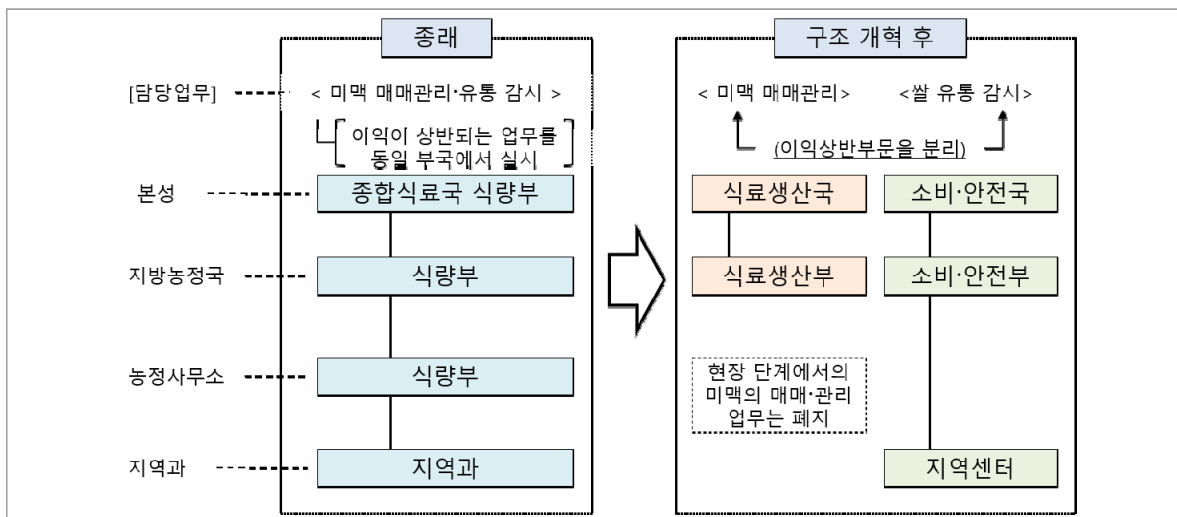 종래
구조 개혁 후
[담당업무]
< 미맥 매매관리·유통 감시 >
< 미맥 매매관리>
<쌀 유통 감시>
이익이 상반되는 업무를
동일 부국에서 실시
(이익상반부문을 분리)
본성
종합식료국 식량부
식료생산국
소비·안전국
지방농정국
식량부
식료생산부
소비·안전부
농정사무소
식량부
현장 단계에서의
미맥의 매매·관리
업무는 폐지
지역과
지역과
지역센터